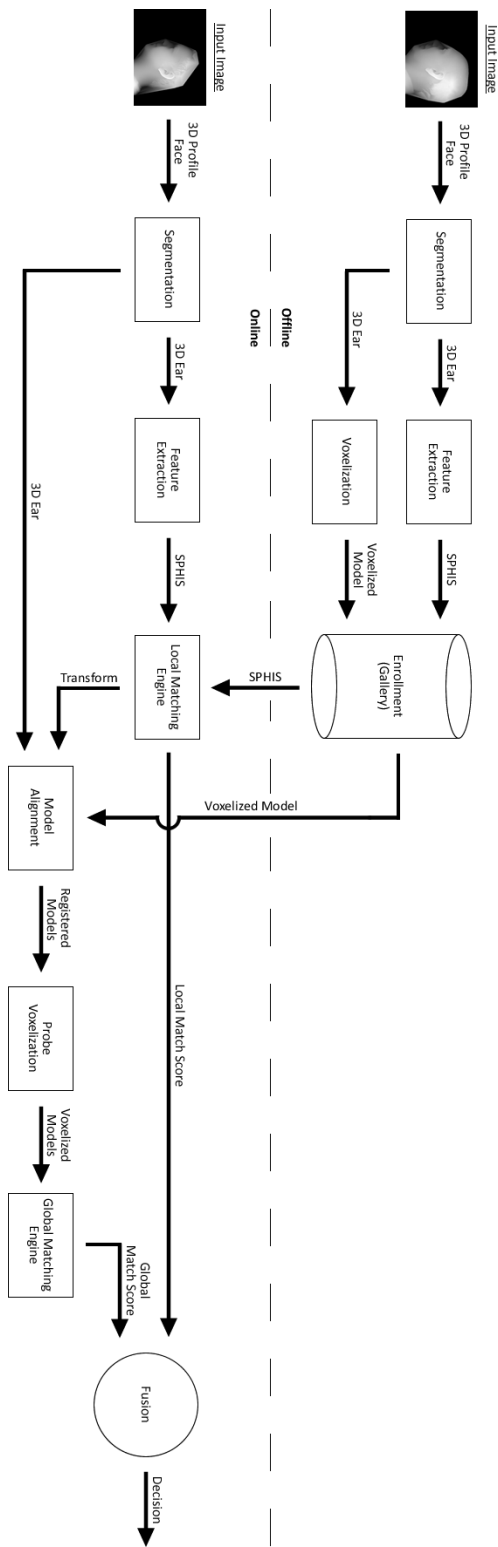 Input Image
3D Profile
Face
Segmentation
3D Ear
Feature
Extraction
SPHIS
3D Ear
Voxelization
Voxelized
Model
Enrollment
(Gallery)
Offline
Online
SPHIS
Voxelized Model
Input Image
3D Profile
Face
Segmentation
3D Ear
Feature
Extraction
SPHIS
Local Matching
Engine
Local Match Score
Transform
3D Ear
Model
Alignment
Registered
Models
Probe
Voxelization
Voxelized
Models
Global Matching
Engine
Global
Match Score
Fusion
Decision